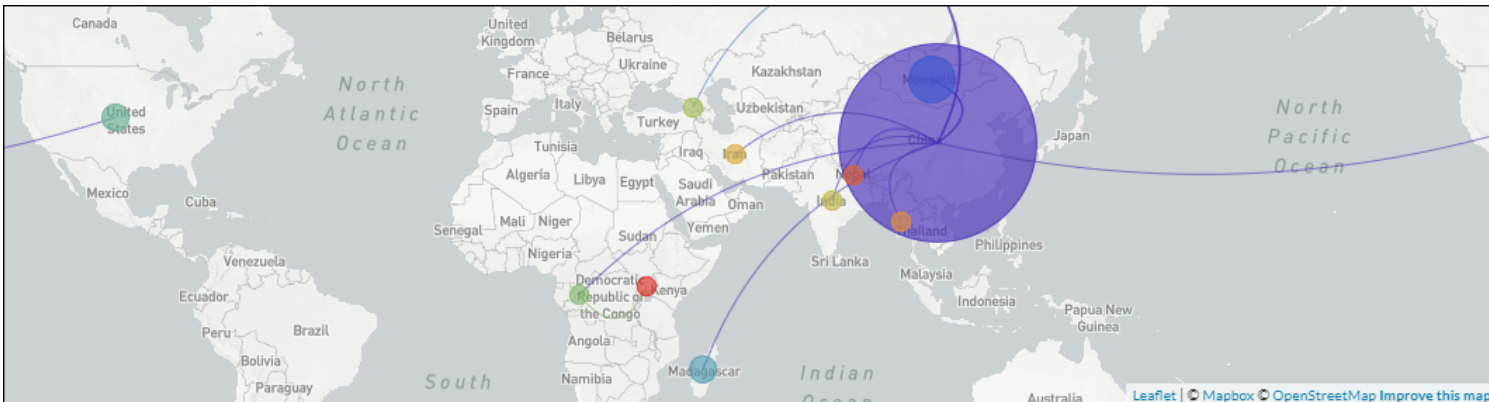 Canada
United
Kingdom
Belarus
Ukraine
France
Kazakhstan
Mongolia
North
Atlantic
Ocean
Italy
Spain
Uzbekistan
Turkey
North
Pacific
Ocean
United
States
China
Japan
Tunisia
Iraq
Iran
Algeria
Libya
Egypt
Pakistan
Nepal
Mexico
Saudi
Arabia
Oman
India
Cuba
Mali
Niger
Yemen
Senegal
Sudan
Thailand
Philippines
Nigeria
Venezuela
Sri Lanka
Malaysia
Democratic
Republic of
the Congo
Kenya
Ecuador
Indonesia
Papua New
Guinea
Peru
Brazil
Angola
Bolivia
Madagascar
Namibia
South
Indian
Ocean
Paraguay
Australia
Leaflet | © Mapbox © OpenStreetMap Improve this map